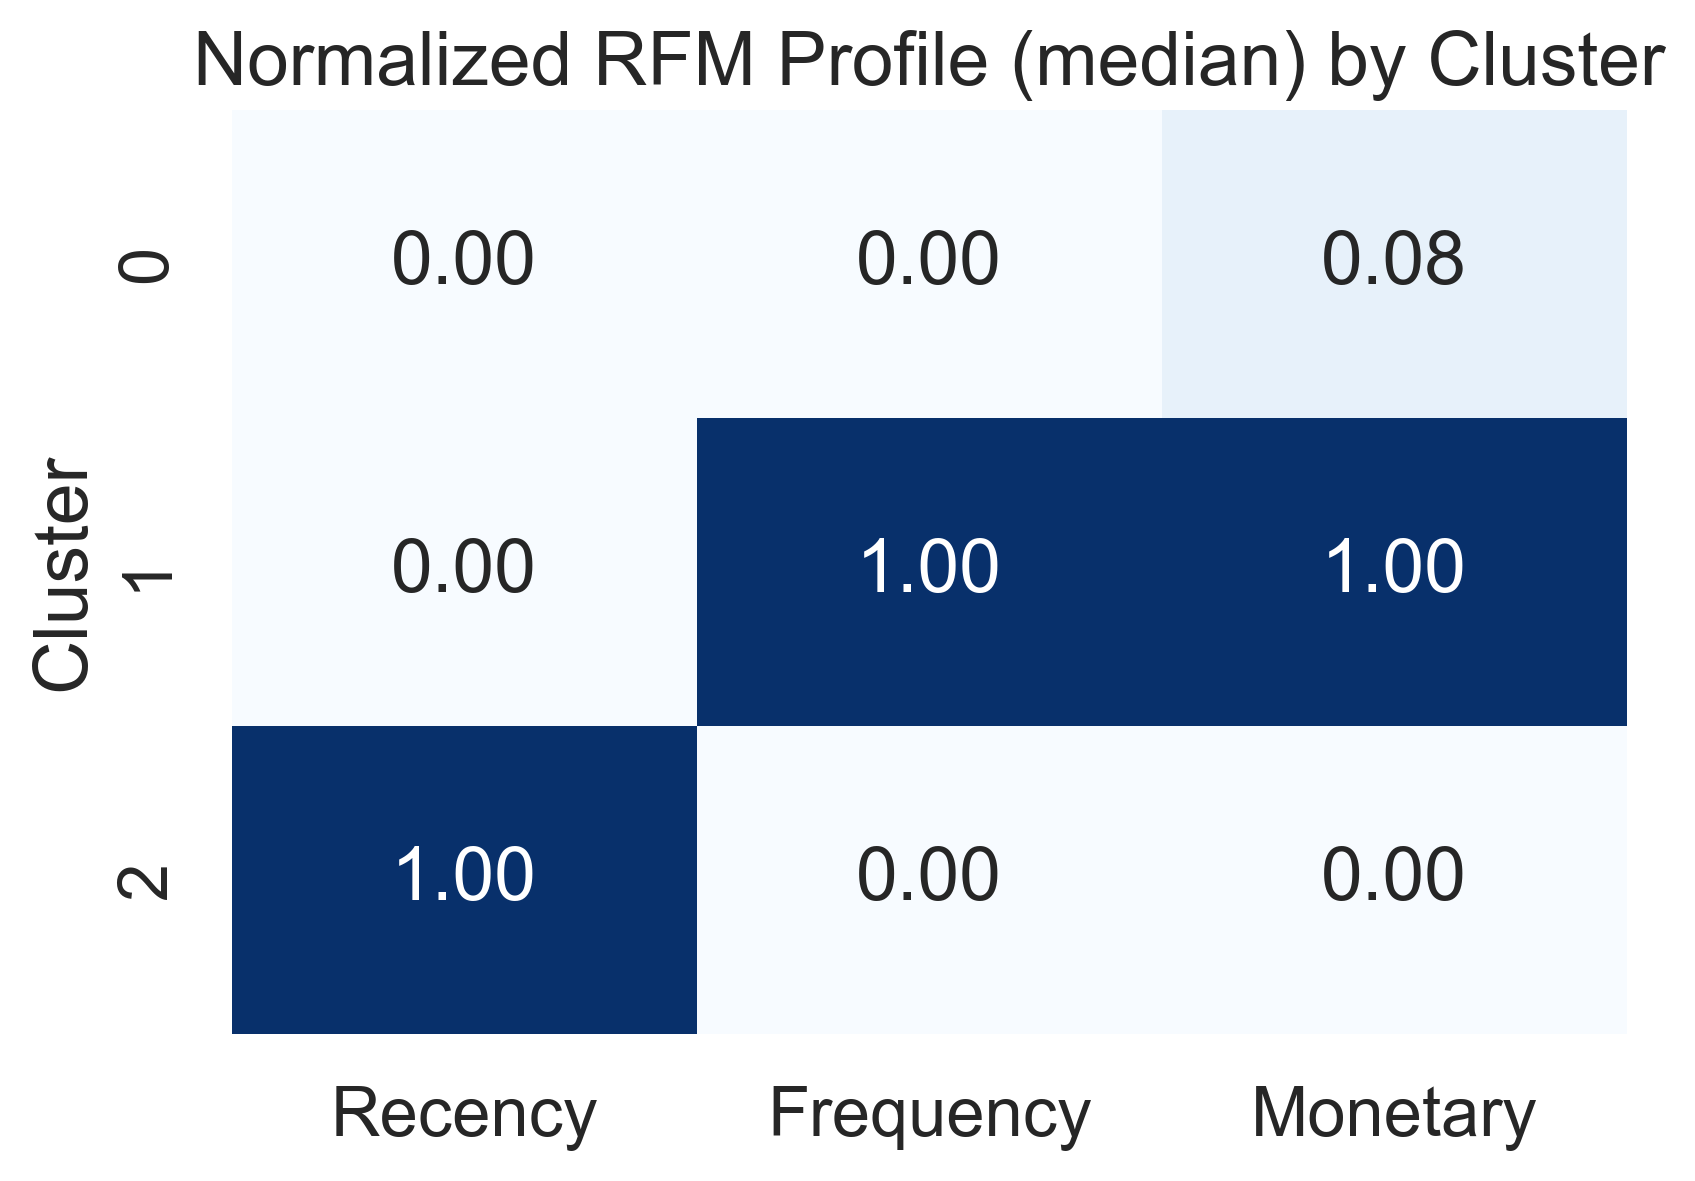 Normalized RFM Profile (median) by Cluster
Cluster
0 0.00 0.00 0.08
1 0.00 1.00 1.00
2 1.00 0.00 0.00
Recency Frequency Monetary